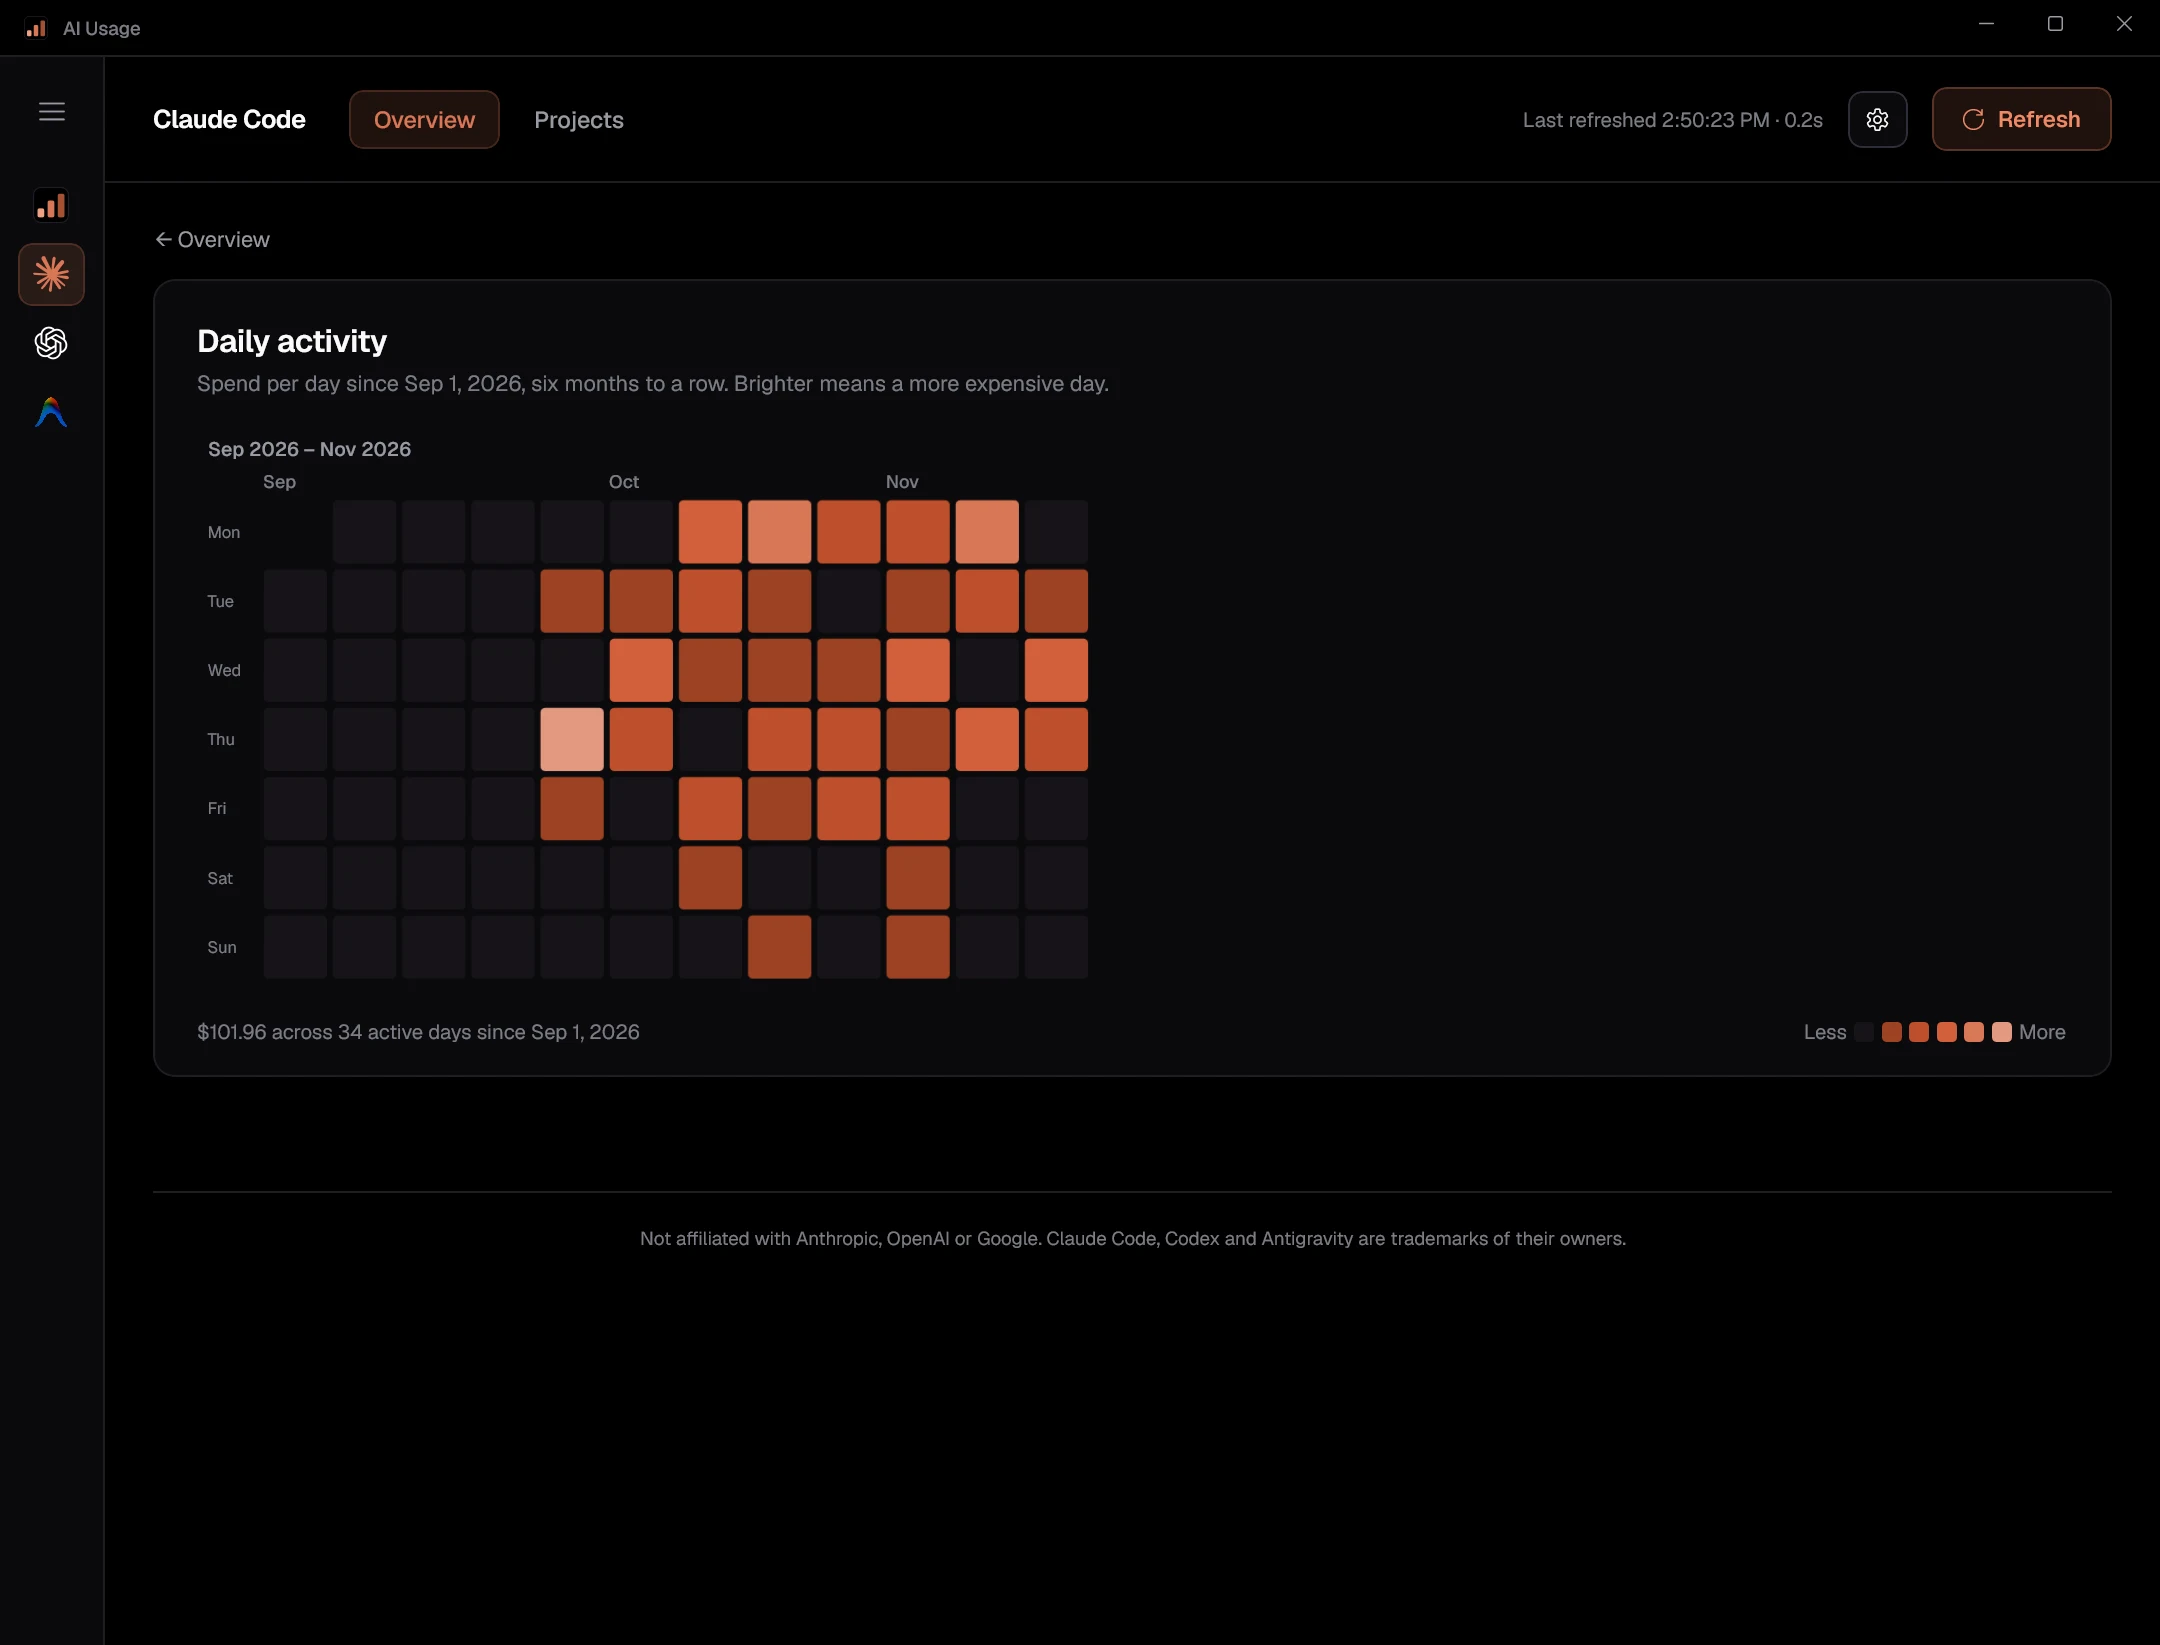 AI Usage
Claude Code
Overview
Projects
Last refreshed 2:50:23 PM · 0.2s
Refresh
← Overview
Daily activity
Spend per day since Sep 1, 2026, six months to a row. Brighter means a more expensive day.
Sep 2026 – Nov 2026
Sep Oct Nov
Mon
Tue
Wed
Thu
Fri
Sat
Sun
$101.96 across 34 active days since Sep 1, 2026
Less More
Not affiliated with Anthropic, OpenAI or Google. Claude Code, Codex and Antigravity are trademarks of their owners.